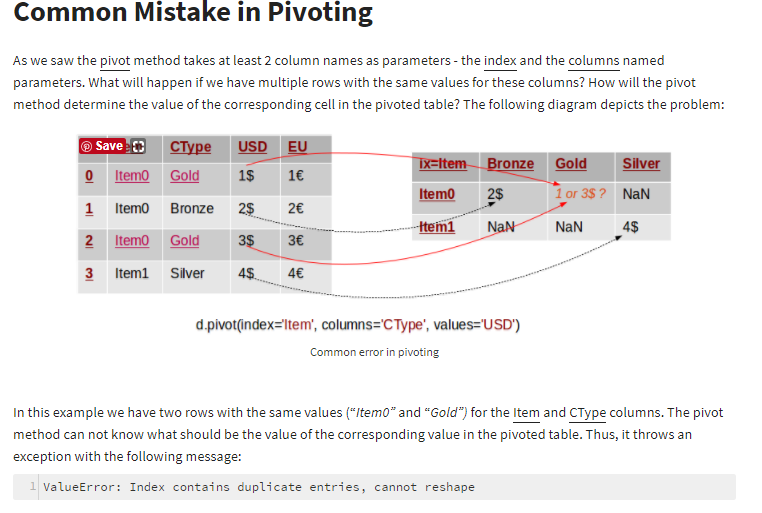 Common Mistake in Pivoting
As we saw the pivot method takes at least 2 column names as parameters - the index and the columns named
parameters. What will happen if we have multiple rows with the same values for these columns? How will the pivot
method determine the value of the corresponding cell in the pivoted table? The following diagram depicts the problem:
Save CType USD EU
0 Item0 Gold 1$ 1€
1 Item0 Bronze 2$ 2€
2 Item0 Gold 3$ 3€
3 Item1 Silver 4$ 4€
ix=Item Bronze Gold Silver
Item0 2$ 1 or 3$ ? NaN
Item1 NaN NaN 4$
d.pivot(index='Item', columns='CType', values='USD')
Common error in pivoting
In this example we have two rows with the same values (“Item0” and “Gold”) for the Item and CType columns. The pivot
method can not know what should be the value of the corresponding value in the pivoted table. Thus, it throws an
exception with the following message:
1 ValueError: Index contains duplicate entries, cannot reshape